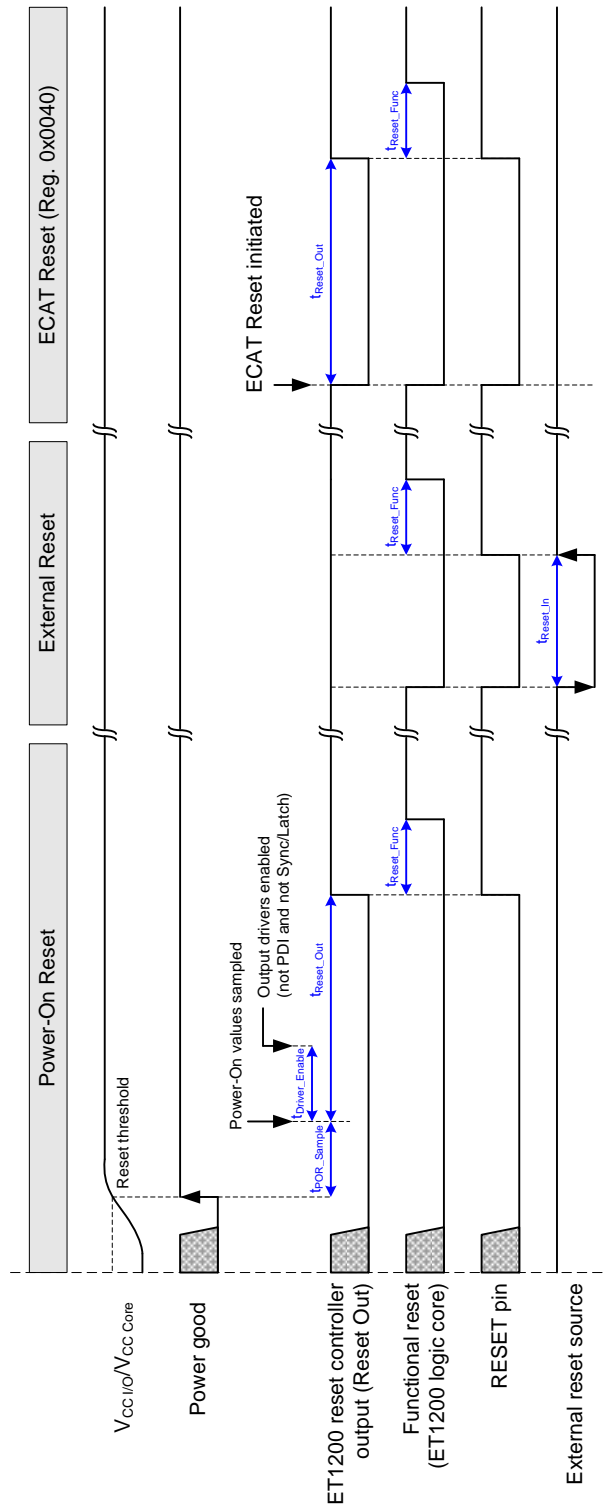 Power-On Reset
External Reset
ECAT Reset (Reg. 0x0040)
V CC I/O/V CC Core
Reset threshold
Power good
Power-On values sampled
Output drivers enabled
(not PDI and not Sync/Latch)
ECAT Reset initiated
tPOR_Sample
tDriver_Enable
tReset_Out
tReset_Out
ET1200 reset controller
output (Reset Out)
tReset_Func
tReset_Func
tReset_Func
Functional reset
(ET1200 logic core)
RESET pin
tReset_In
External reset source